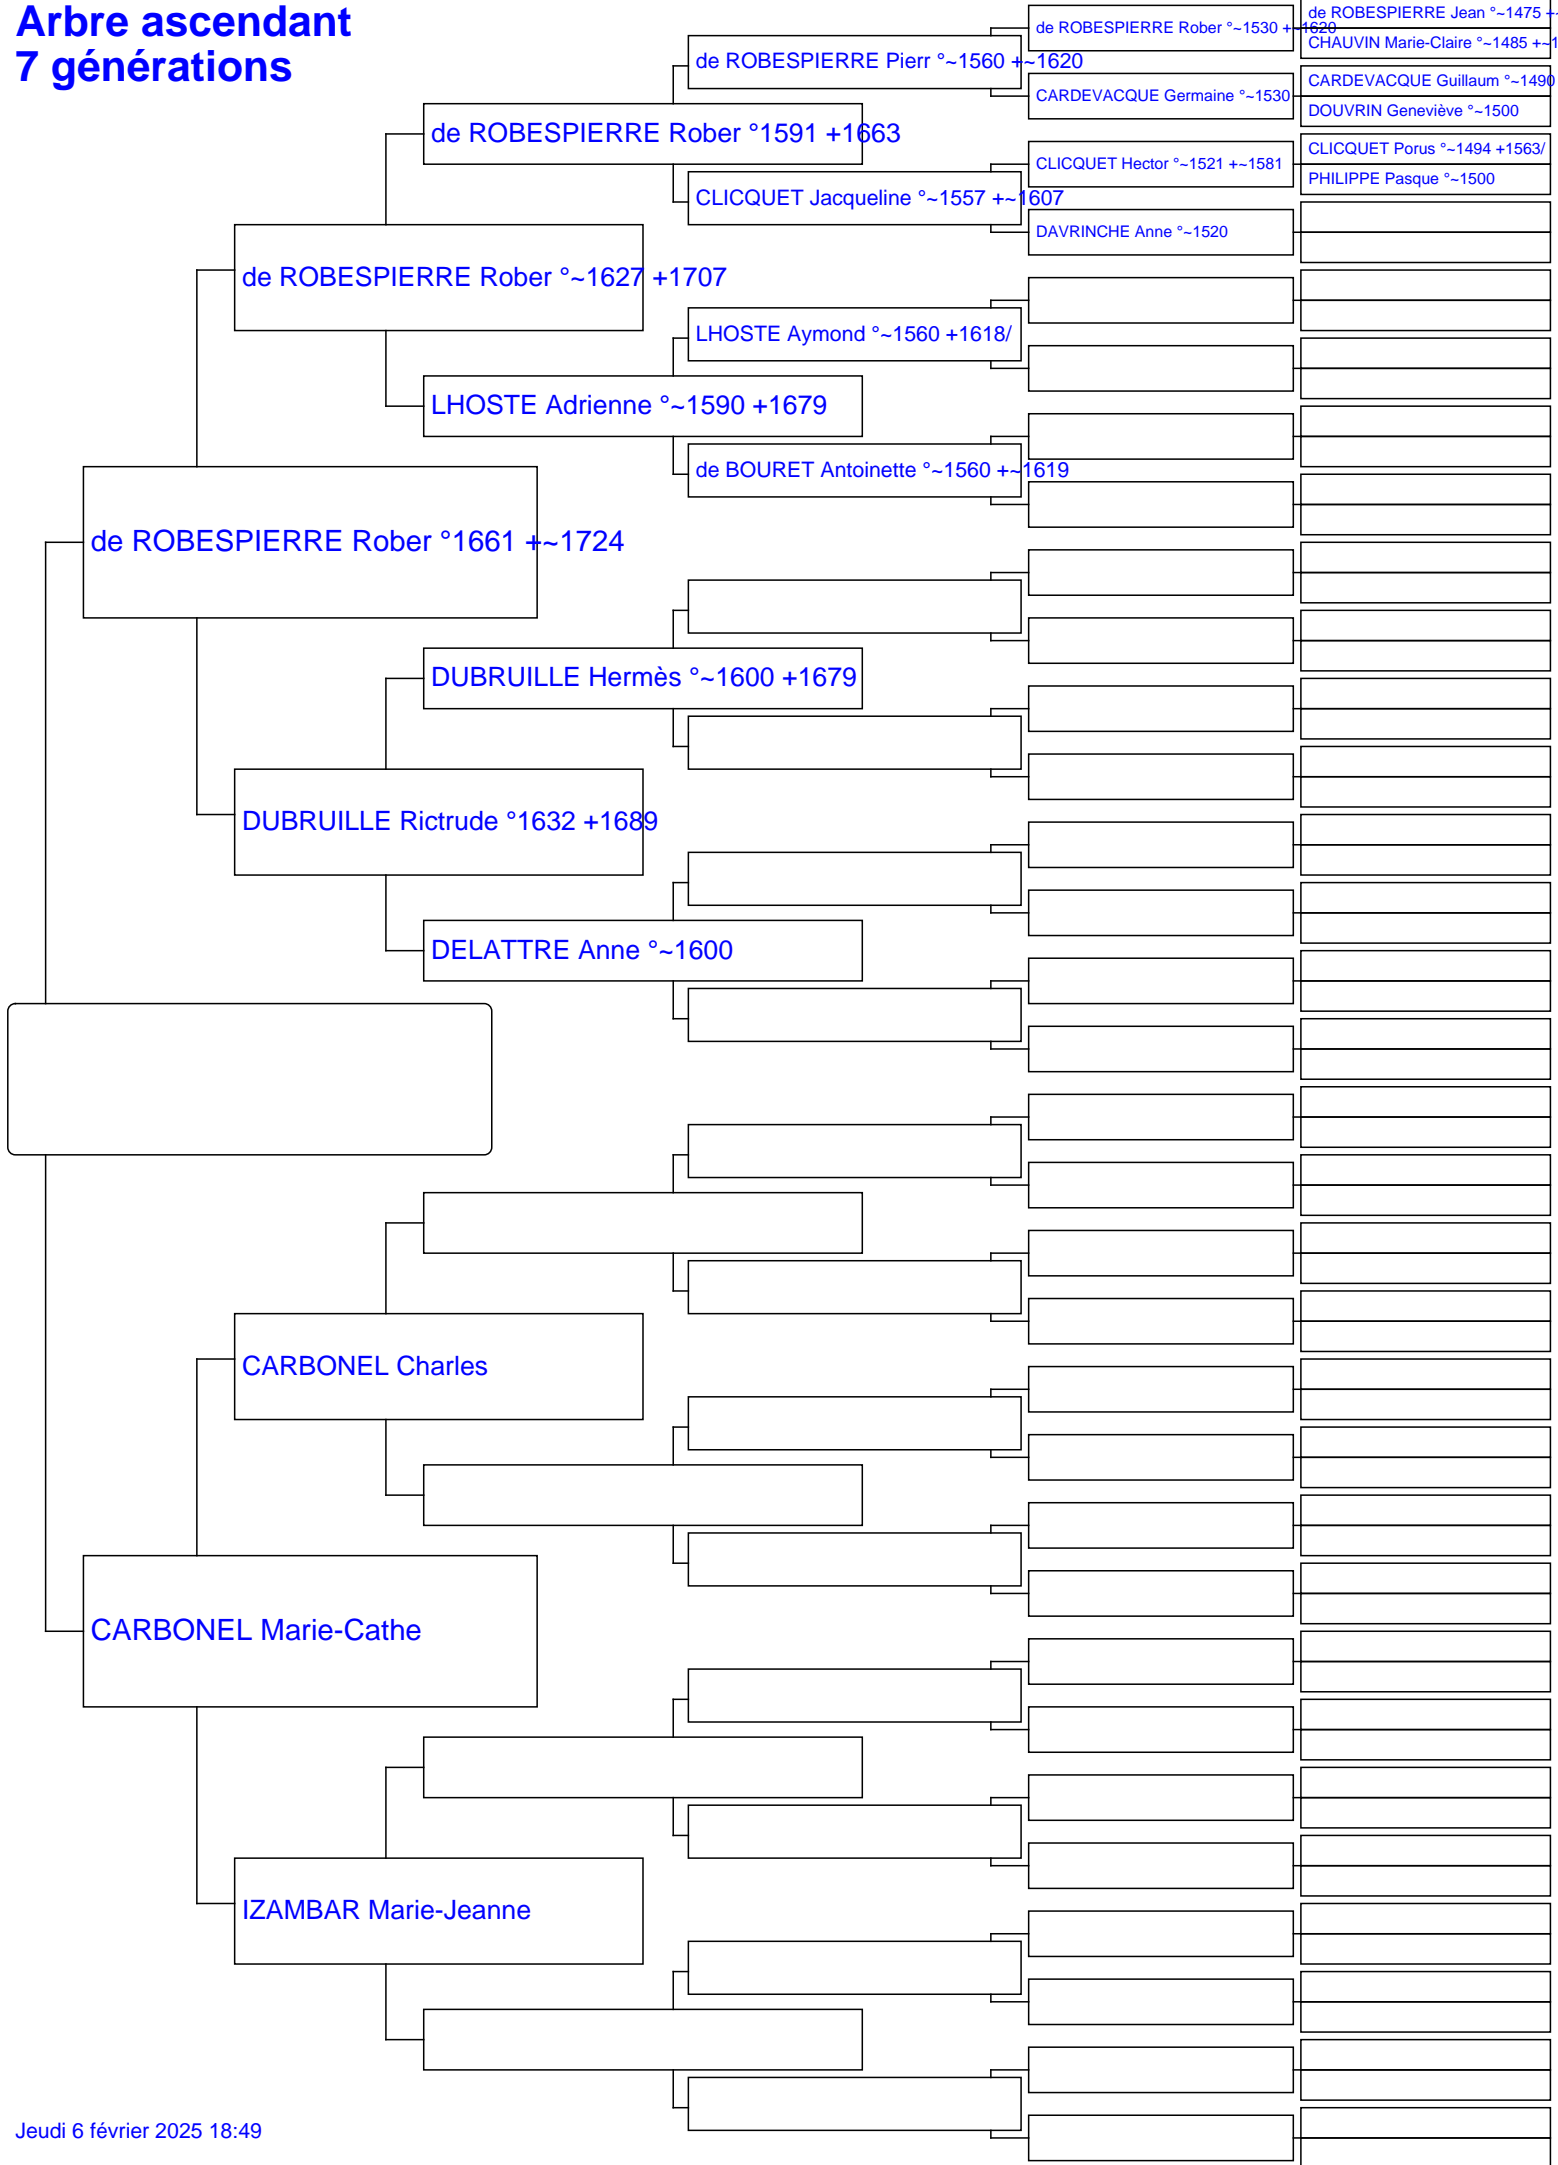 Arbre ascendant
7 générations
de ROBESPIERRE Jean °~1475 +~
de ROBESPIERRE Rober °~1530 +~1620
CHAUVIN Marie-Claire °~1485 +~1
de ROBESPIERRE Pierr °~1560 +~1620
CARDEVACQUE Guillaum °~1490
CARDEVACQUE Germaine °~1530
DOUVRIN Geneviève °~1500
de ROBESPIERRE Rober °1591 +1663
CLICQUET Porus °~1494 +1563/
CLICQUET Hector °~1521 +~1581
PHILIPPE Pasque °~1500
CLICQUET Jacqueline °~1557 +~1607
DAVRINCHE Anne °~1520
de ROBESPIERRE Rober °~1627 +1707
LHOSTE Aymond °~1560 +1618/
LHOSTE Adrienne °~1590 +1679
de BOURET Antoinette °~1560 +~1619
de ROBESPIERRE Rober °1661 +~1724
DUBRUILLE Hermès °~1600 +1679
DUBRUILLE Rictrude °1632 +1689
DELATTRE Anne °~1600
CARBONEL Charles
CARBONEL Marie-Cathe
IZAMBAR Marie-Jeanne
Jeudi 6 février 2025 18:49